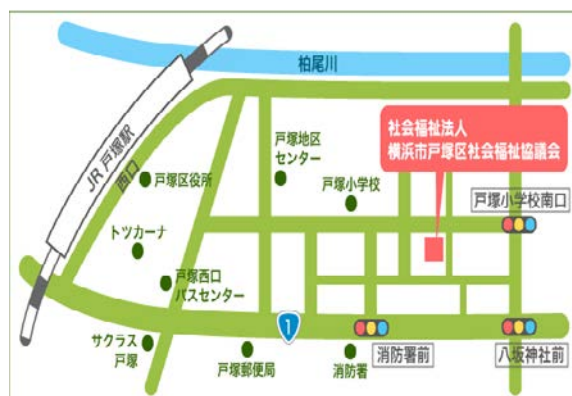 柏尾川
JR 戸塚駅
西口
社会福祉法人
横浜市戸塚区社会福祉協議会
戸塚地区
センター
戸塚区役所
戸塚小学校
戸塚小学校南口
トツカーナ
戸塚西口
バスセンター
1
サクラス
戸塚
戸塚郵便局
消防署
消防署前
八坂神社前